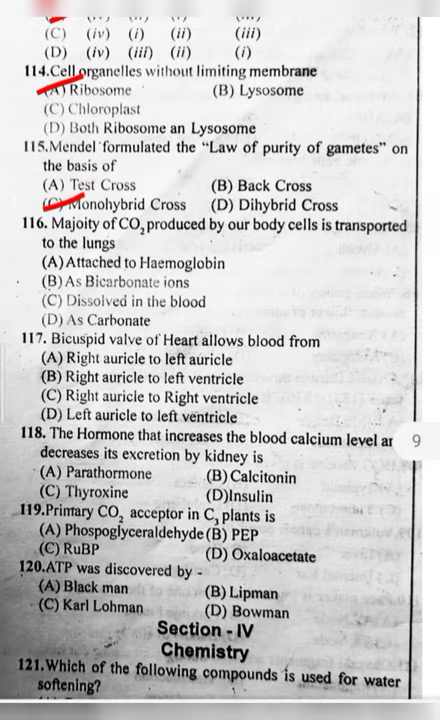 (C) (iv) (i) (ii) (iii)
(D) (iv) (iii) (ii) (i)
114.Cell organelles without limiting membrane
(A) Ribosome (B) Lysosome
(C) Chloroplast
(D) Both Ribosome an Lysosome
115.Mendel formulated the "Law of purity of gametes" on
the basis of
(A) Test Cross (B) Back Cross
(C) Monohybrid Cross (D) Dihybrid Cross
116. Majoity of CO₂ produced by our body cells is transported
to the lungs
(A) Attached to Haemoglobin
(B) As Bicarbonate ions
(C) Dissolved in the blood
(D) As Carbonate
117. Bicuspid valve of Heart allows blood from
(A) Right auricle to left auricle
(B) Right auricle to left ventricle
(C) Right auricle to Right ventricle
(D) Left auricle to left ventricle
118. The Hormone that increases the blood calcium level ar
9
decreases its excretion by kidney is
(A) Parathormone (B) Calcitonin
(C) Thyroxine (D)Insulin
119.Primary CO₂ acceptor in C₃ plants is
(A) Phospoglyceraldehyde (B) PEP
(C) RuBP (D) Oxaloacetate
120.ATP was discovered by -
(A) Black man (B) Lipman
(C) Karl Lohman (D) Bowman
Section - IV
Chemistry
121.Which of the following compounds is used for water
softening?